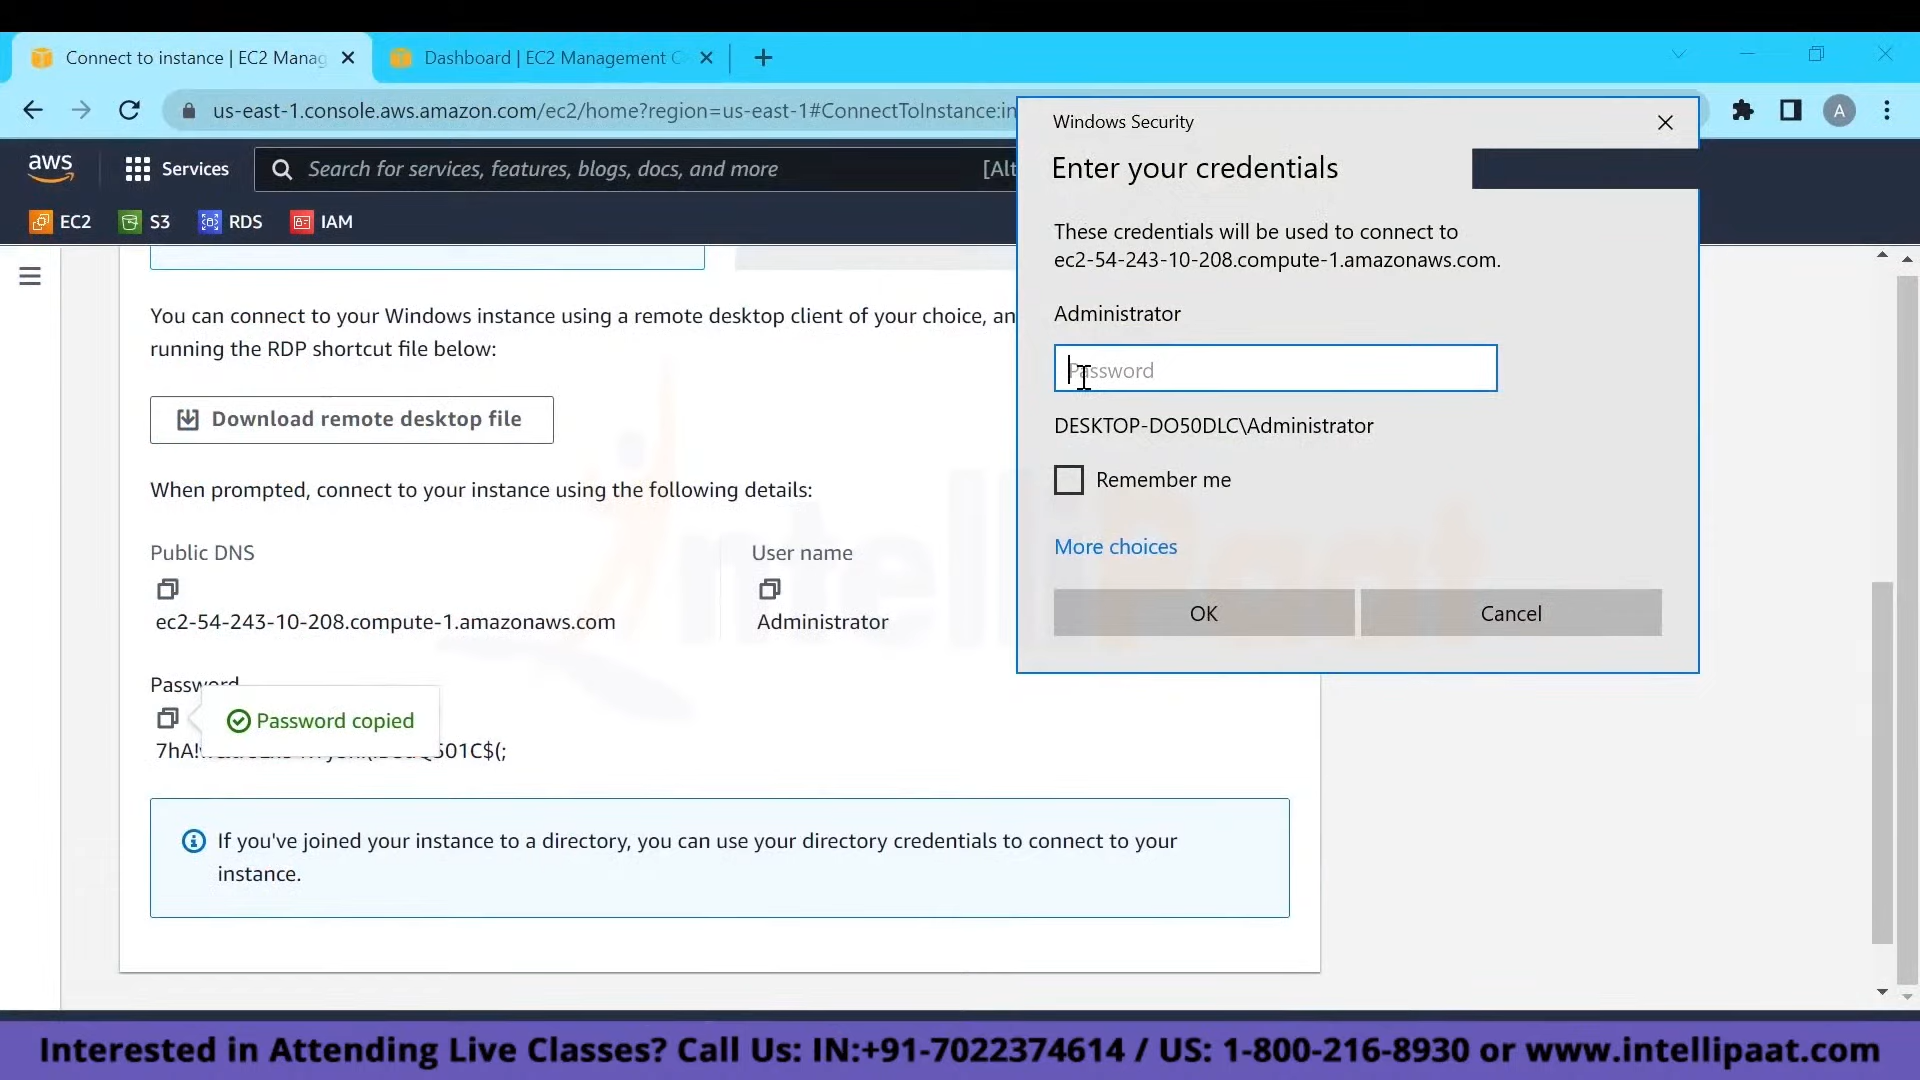 Connect to instance | EC2 Manag
Dashboard | EC2 Management C
us-east-1.console.aws.amazon.com/ec2/home?region=us-east-1#ConnectToInstance:in
A
aws
Services
Search for services, features, blogs, docs, and more
[Alt
EC2
S3
RDS
IAM
You can connect to your Windows instance using a remote desktop client of your choice, an
running the RDP shortcut file below:
Download remote desktop file
When prompted, connect to your instance using the following details:
Public DNS
ec2-54-243-10-208.compute-1.amazonaws.com
User name
Administrator
Password
Password copied
If you've joined your instance to a directory, you can use your directory credentials to connect to your
instance.
Windows Security
Enter your credentials
These credentials will be used to connect to
ec2-54-243-10-208.compute-1.amazonaws.com.
Administrator
Password
DESKTOP-DO50DLC\Administrator
Remember me
More choices
OK
Cancel
intelliPaat
Interested in Attending Live Classes? Call Us: IN:+91-7022374614 / US: 1-800-216-8930 or www.intellipaat.com